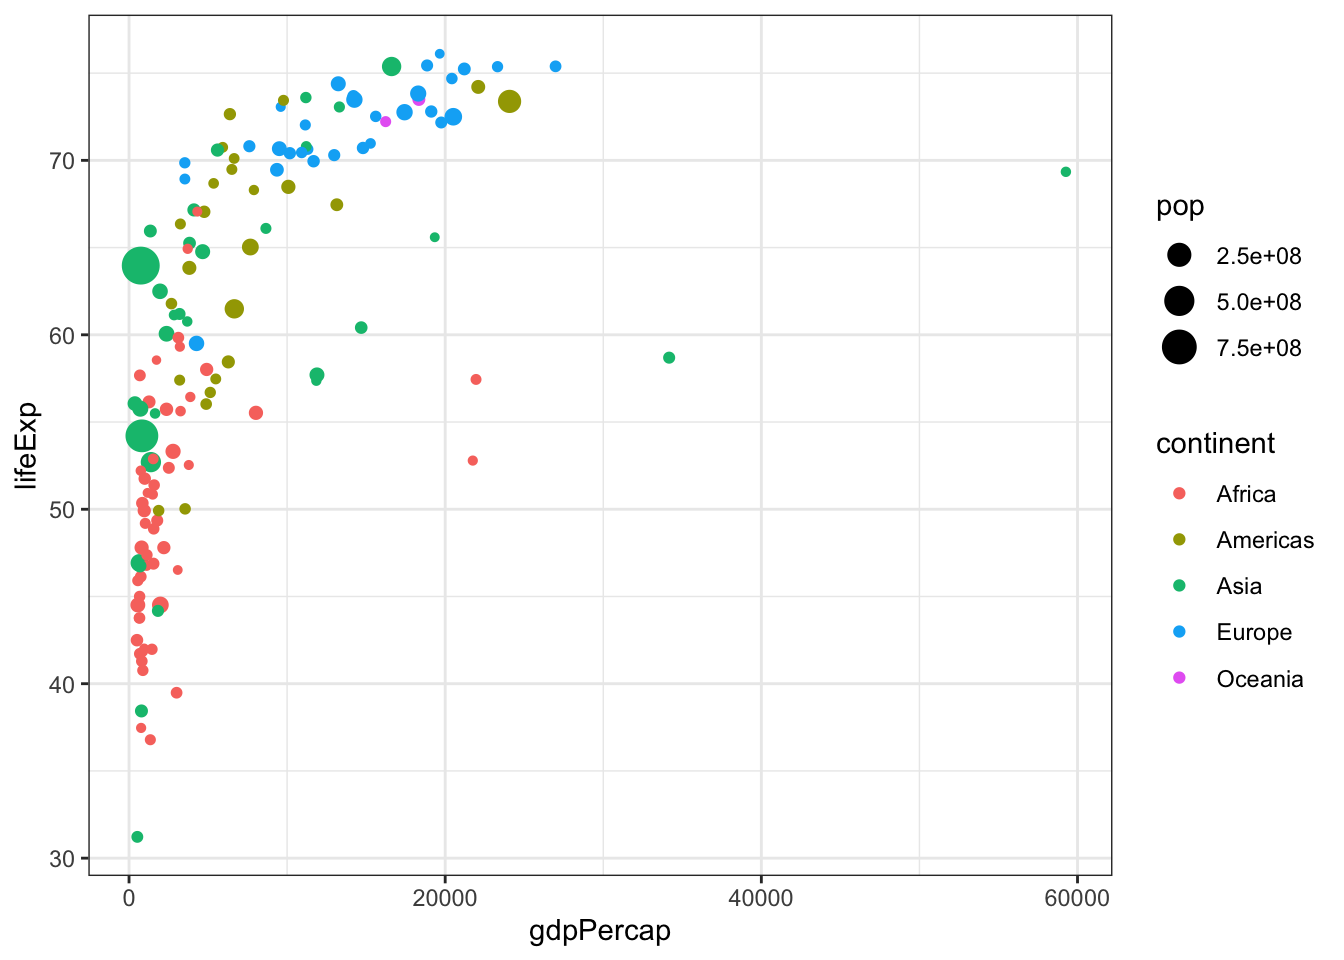 70
60
50
40
30
lifeExp
0 20000 40000 60000
gdpPercap
pop
2.5e+08
5.0e+08
7.5e+08
continent
Africa
Americas
Asia
Europe
Oceania